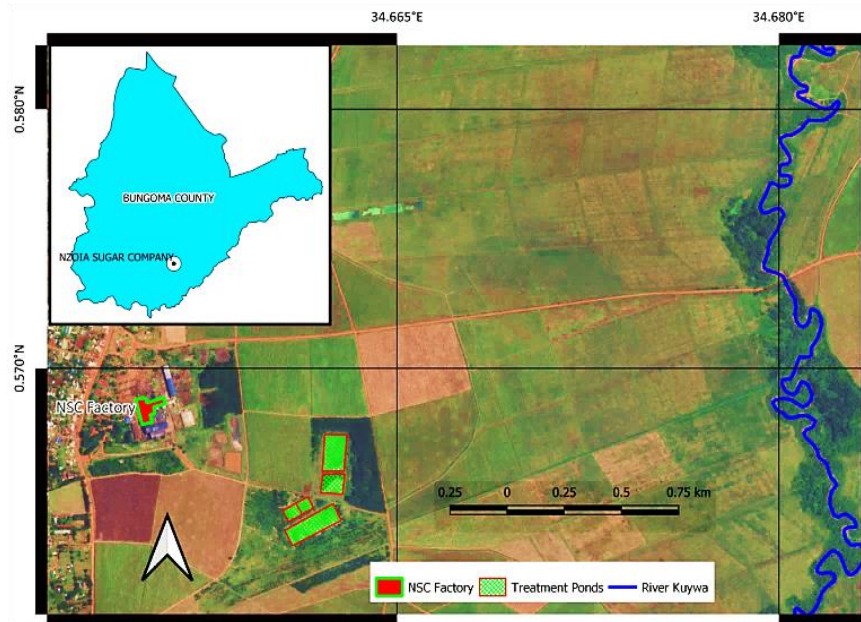 34.665°E 34.680°E
0.580°N
BUNGOMA COUNTY
NZOIA SUGAR COMPANY
0.570°N
NSC Factory
0.25 0 0.25 0.5 0.75 km
NSC Factory Treatment Ponds River Kuywa